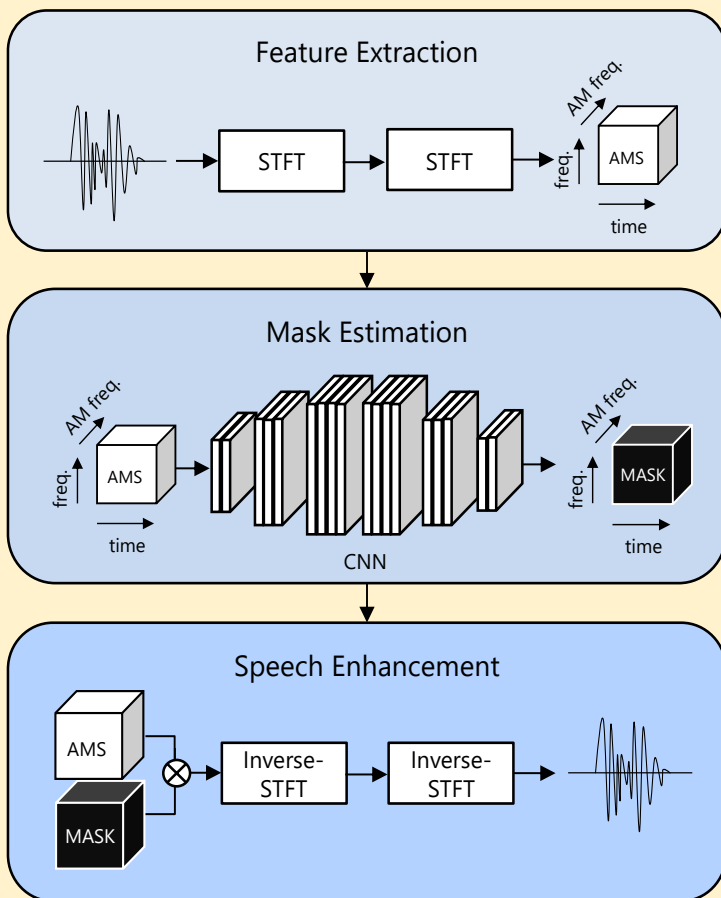 Feature Extraction
STFT
STFT
AM freq.
freq.
AMS
time
Mask Estimation
AM freq.
freq.
AMS
time
CNN
AM freq.
freq.
MASK
time
Speech Enhancement
AMS
MASK
Inverse-
STFT
Inverse-
STFT